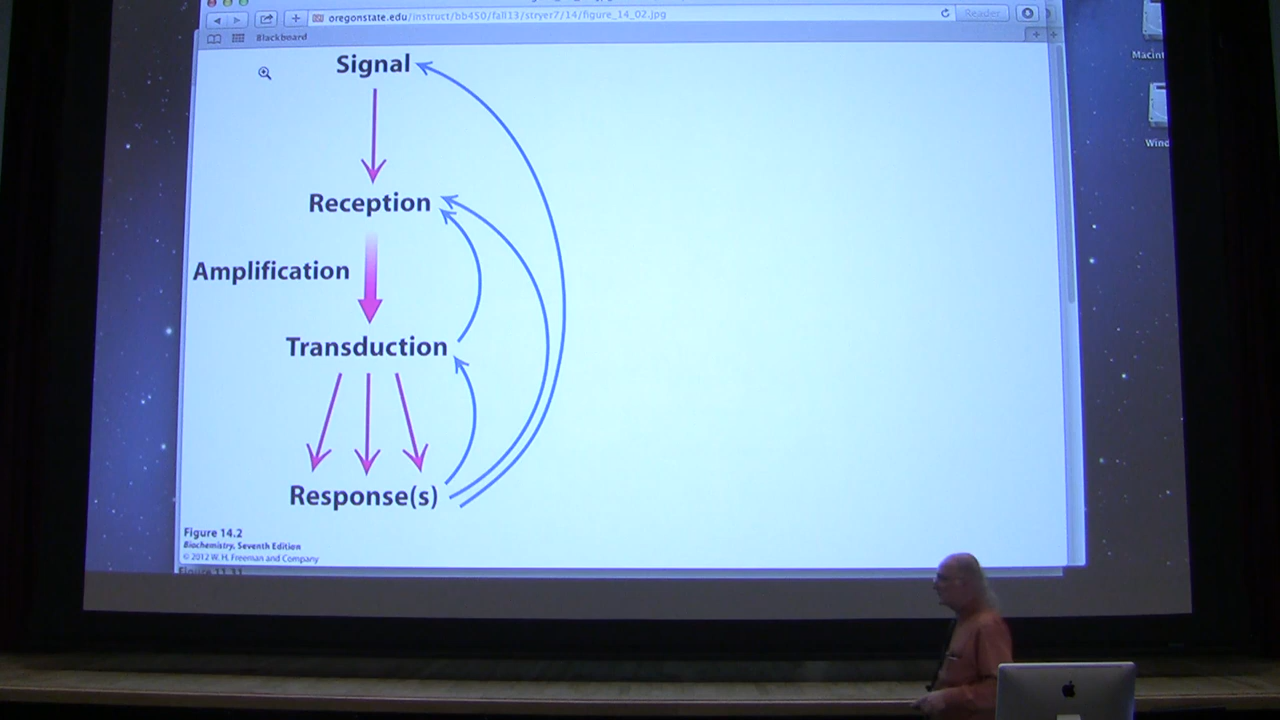 oregonstate.edu/instruct/bb450/fall13/stryer7/14/figure_14_02.jpg
Reader
Blackboard
Signal
Reception
Amplification
Transduction
Response(s)
Figure 14.2
Biochemistry, Seventh Edition
© 2012 W. H. Freeman and Company
Macint
Wind